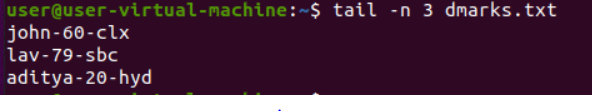 user@user-virtual-machine:~$ tail -n 3 dmarks.txt
john-60-clx
lav-79-sbc
aditya-20-hyd